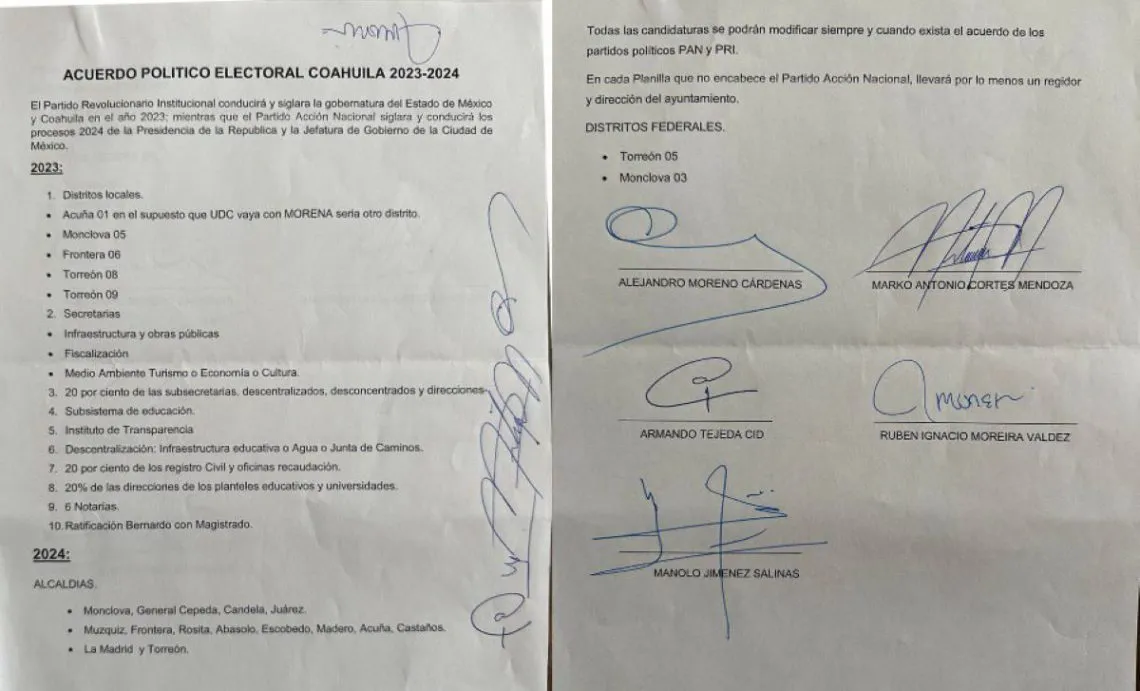 ACUERDO POLITICO ELECTORAL COAHUILA 2023-2024
El Partido Revolucionario Institucional conducirá y siglara la gobernatura del Estado de México
y Coahuila en el año 2023; mientras que el Partido Acción Nacional siglara y conducirá los
procesos 2024 de la Presidencia de la Republica y la Jefatura de Gobierno de la Ciudad de
México.
2023:
1. Distritos locales.
• Acuña 01 en el supuesto que UDC vaya con MORENA seria otro distrito.
• Monclova 05
• Frontera 06
• Torreón 08
• Torreón 09
2. Secretarias
• Infraestructura y obras públicas
• Fiscalización
• Medio Ambiente Turismo o Economía o Cultura.
3. 20 por ciento de las subsecretarias, descentralizados, desconcentrados y direcciones
4. Subsistema de educación.
5. Instituto de Transparencia
6. Descentralización: Infraestructura educativa o Agua o Junta de Caminos.
7. 20 por ciento de los registro Civil y oficinas recaudación.
8. 20% de las direcciones de los planteles educativos y universidades.
9. 6 Notarias.
10. Ratificación Bernardo con Magistrado.
2024:
ALCALDIAS.
• Monclova, General Cepeda, Candela, Juárez.
• Muzquiz, Frontera, Rosita, Abasolo, Escobedo, Madero, Acuña, Castaños.
• La Madrid y Torreón.
Todas las candidaturas se podrán modificar siempre y cuando exista el acuerdo de los
partidos políticos PAN y PRI.
En cada Planilla que no encabece el Partido Acción Nacional, llevará por lo menos un regidor
y dirección del ayuntamiento.
DISTRITOS FEDERALES.
• Torreón 05
• Monclova 03
ALEJANDRO MORENO CÁRDENAS
MARKO ANTONIO CORTES MENDOZA
ARMANDO TEJEDA CID
RUBEN IGNACIO MOREIRA VALDEZ
MANOLO JIMENEZ SALINAS